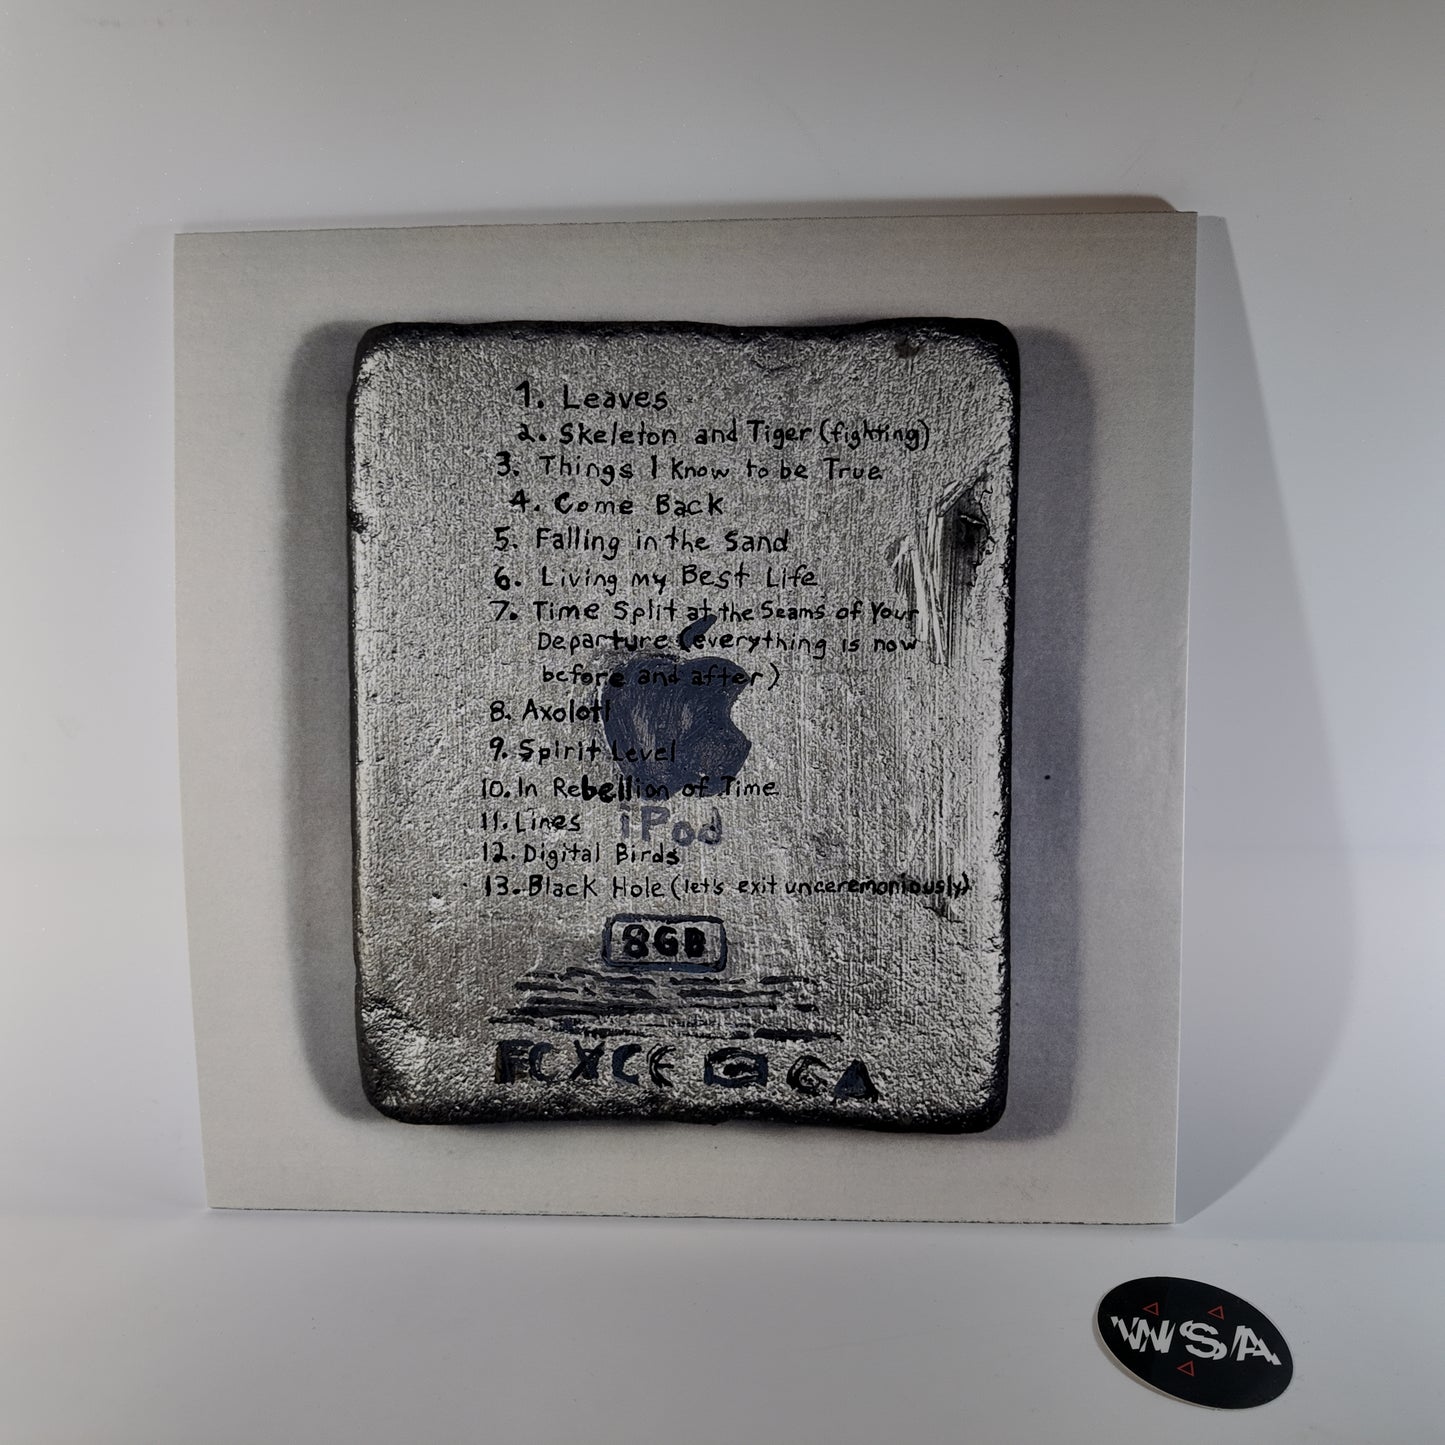 1. Leaves
2. Skeleton and Tiger (fighting)
3. Things I Know to be True
4. Come Back
5. Falling in the Sand
6. Living my Best Life
7. Time Split at the Seams of Your
Departure (everything is now
before and after)
8. Axolotl
9. Spirit Level
10. In Rebellion of Time
11. Lines
iPod
12. Digital Birds
13. Black Hole (let's exit unceremoniously)
8GB
WSA